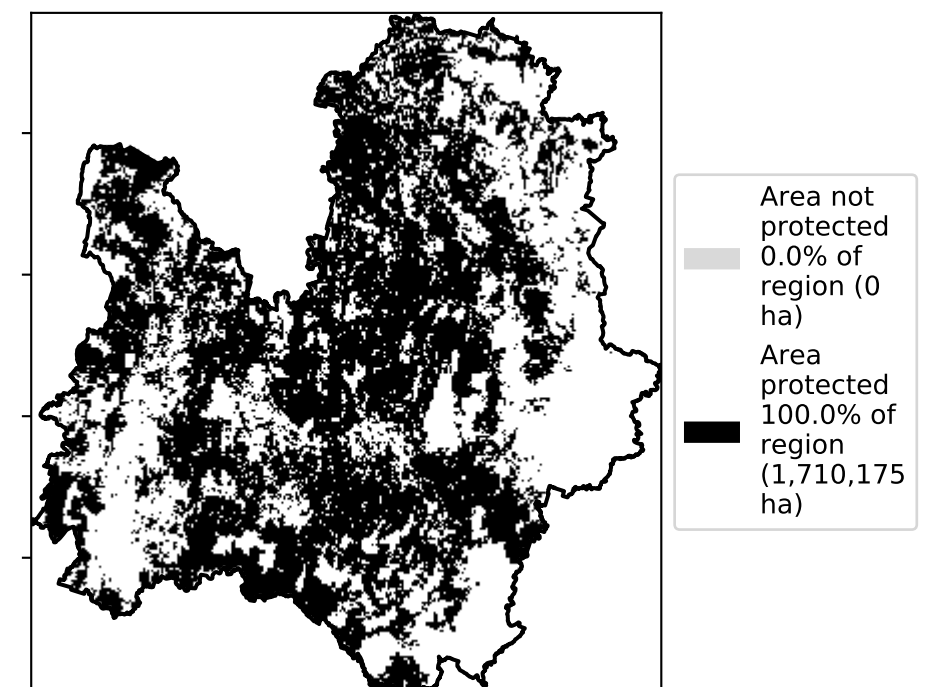 Area not
protected
0.0% of
region (0
ha)
Area
protected
100.0% of
region
(1,710,175
ha)